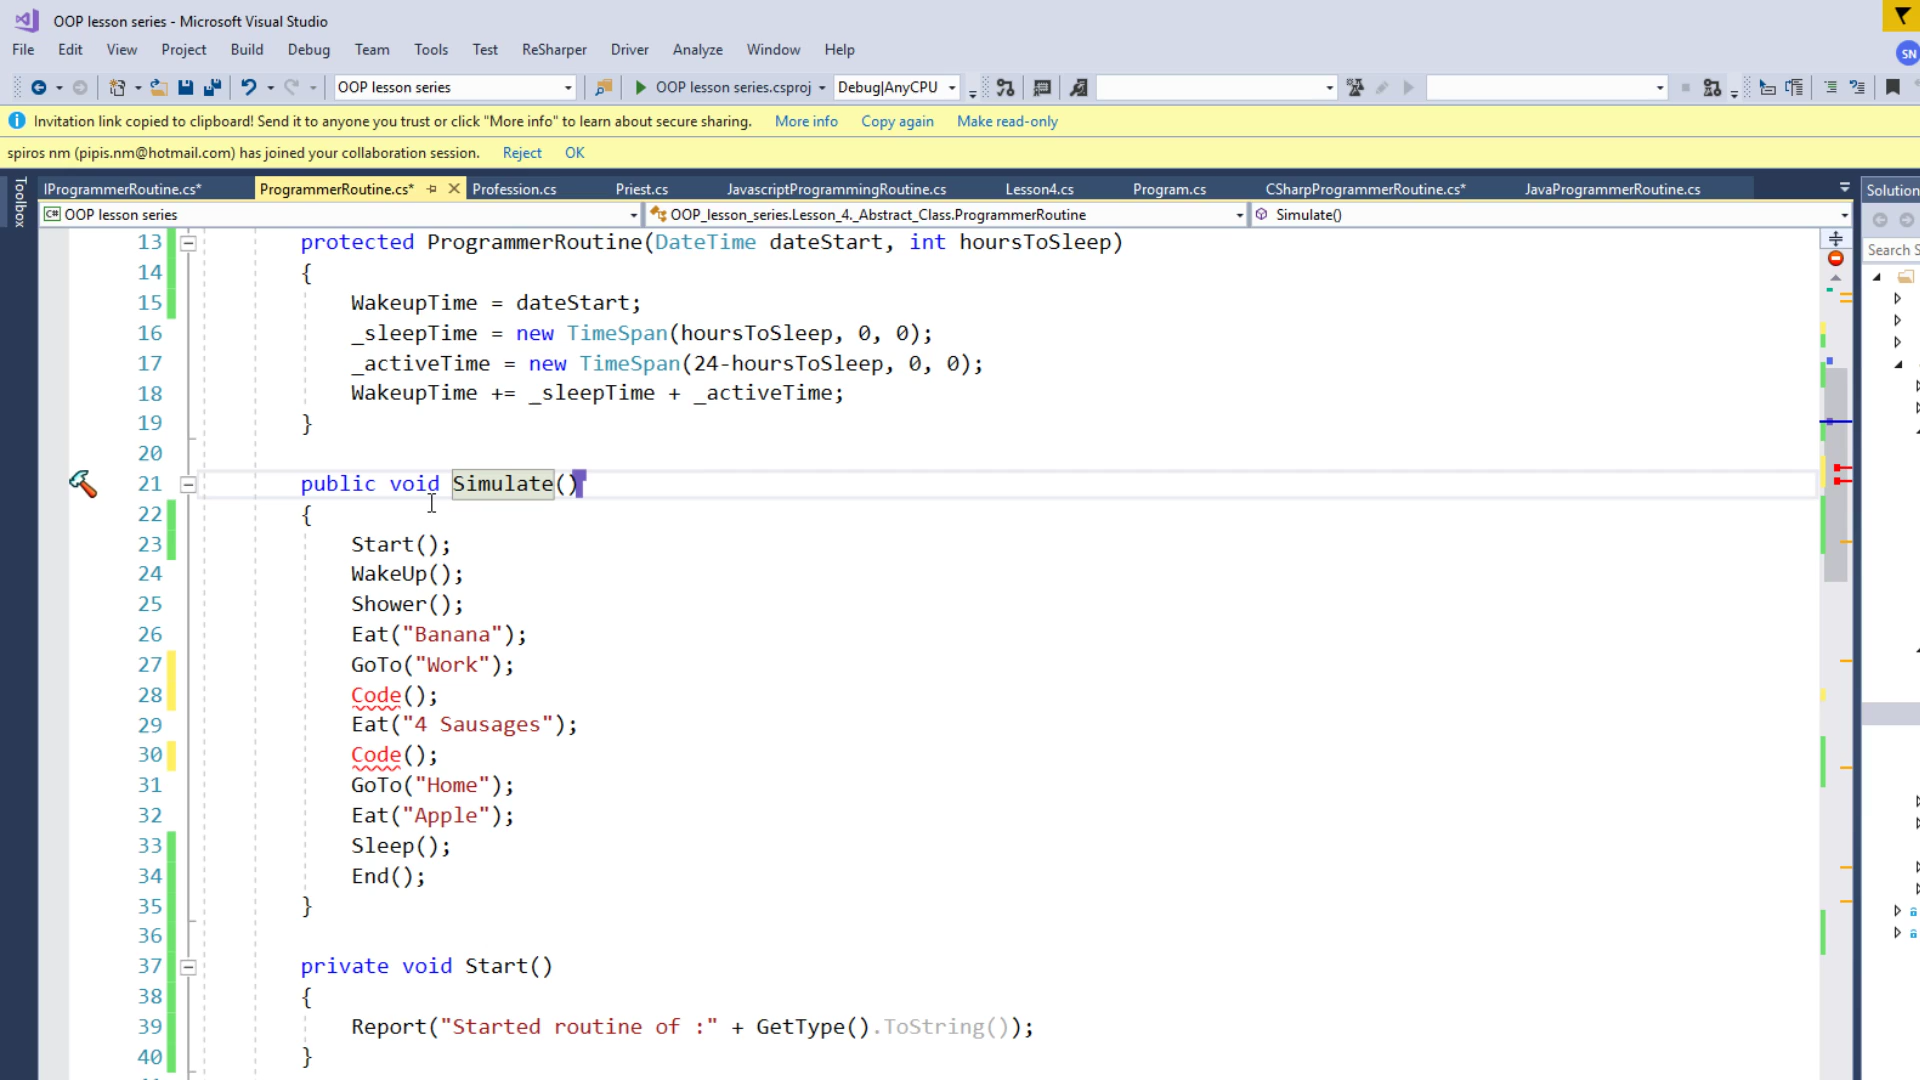 OOP lesson series - Microsoft Visual Studio
SN
File Edit View Project Build Debug Team Tools Test ReSharper Driver Analyze Window Help
OOP lesson series OOP lesson series.csproj Debug|AnyCPU
Invitation link copied to clipboard! Send it to anyone you trust or click "More info" to learn about secure sharing. More info Copy again Make read-only
spiros nm (pipis.nm@hotmail.com) has joined your collaboration session. Reject OK
Toolbox
IProgrammerRoutine.cs* ProgrammerRoutine.cs* Profession.cs Priest.cs JavascriptProgrammingRoutine.cs Lesson4.cs Program.cs CSharpProgrammerRoutine.cs* JavaProgrammerRoutine.cs Solution
C# OOP lesson series OOP_lesson_series.Lesson_4._Abstract_Class.ProgrammerRoutine Simulate()
Search S
13 protected ProgrammerRoutine(DateTime dateStart, int hoursToSleep)
14 {
15 WakeupTime = dateStart;
16 _sleepTime = new TimeSpan(hoursToSleep, 0, 0);
17 _activeTime = new TimeSpan(24-hoursToSleep, 0, 0);
18 WakeupTime += _sleepTime + _activeTime;
19 }
20
21 public void Simulate()
22 {
23 Start();
24 WakeUp();
25 Shower();
26 Eat("Banana");
27 GoTo("Work");
28 Code();
29 Eat("4 Sausages");
30 Code();
31 GoTo("Home");
32 Eat("Apple");
33 Sleep();
34 End();
35 }
36
37 private void Start()
38 {
39 Report("Started routine of :" + GetType().ToString());
40 }